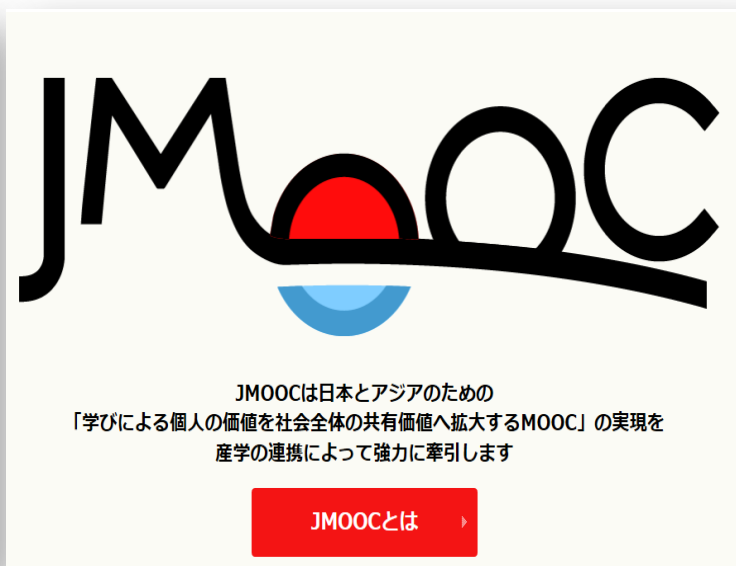 JMOOC
JMOOCは日本とアジアのための
「学びによる個人の価値を社会全体の共有価値へ拡大するMOOC」の実現を
産学の連携によって強力に牽引します
JMOOCとは